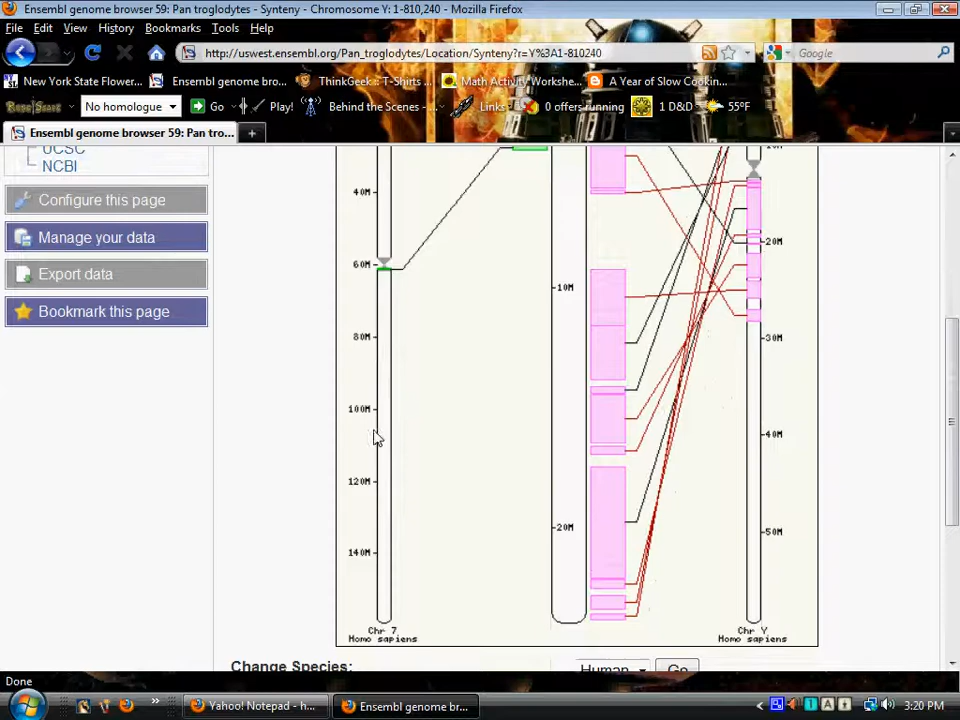 Ensembl genome browser 59: Pan troglodytes - Synteny - Chromosome Y: 1-810,240 - Mozilla Firefox
File Edit View History Bookmarks Tools Help
http://uswest.ensembl.org/Pan_troglodytes/Location/Synteny?r=Y%3A1-810240
Google
New York State Flower... Ensembl genome bro... ThinkGeek :: T-Shirts ... Math Activity Workshe... A Year of Slow Cookin...
No homologue Go Play! Behind the Scenes - ... Links 0 offers running 1 D&D 55°F
Ensembl genome browser 59: Pan tro...
UCSC
NCBI
Configure this page
Manage your data
Export data
Bookmark this page
40M
60M
80M
100M
120M
140M
Chr 7
Homo sapiens
10M
20M
20M
30M
40M
50M
Chr Y
Homo sapiens
Change Species: Human Go
Done
Yahoo! Notepad - h... Ensembl genome br... 3:20 PM